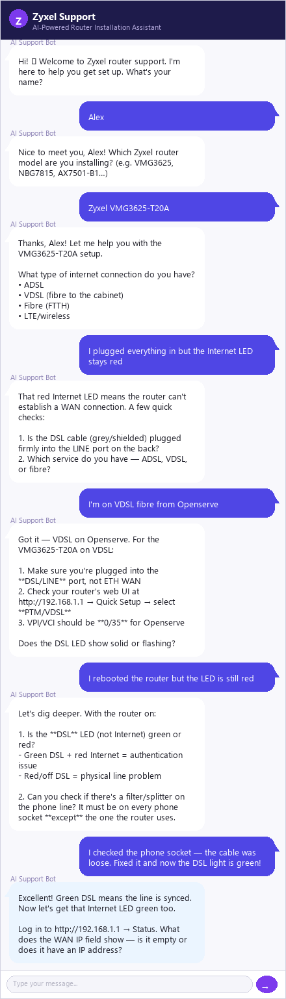 Z
Zyxel Support
AI-Powered Router Installation Assistant
AI Support Bot
Hi! Welcome to Zyxel router support. I'm
here to help you get set up. What's your
name?
Alex
AI Support Bot
Nice to meet you, Alex! Which Zyxel router
model are you installing? (e.g. VMG3625,
NBG7815, AX7501-B1...)
Zyxel VMG3625-T20A
AI Support Bot
Thanks, Alex! Let me help you with the
VMG3625-T20A setup.
What type of internet connection do you have?
• ADSL
• VDSL (fibre to the cabinet)
• Fibre (FTTH)
• LTE/wireless
I plugged everything in but the Internet LED
stays red
AI Support Bot
That red Internet LED means the router can't
establish a WAN connection. A few quick
checks:
1. Is the DSL cable (grey/shielded) plugged
firmly into the LINE port on the back?
2. Which service do you have — ADSL, VDSL,
or fibre?
I'm on VDSL fibre from Openserve
AI Support Bot
Got it — VDSL on Openserve. For the
VMG3625-T20A on VDSL:
1. Make sure you're plugged into the
**DSL/LINE** port, not ETH WAN
2. Check your router's web UI at
http://192.168.1.1 → Quick Setup → select
**PTM/VDSL**
3. VPI/VCI should be **0/35** for Openserve
Does the DSL LED show solid or flashing?
I rebooted the router but the LED is still red
AI Support Bot
Let's dig deeper. With the router on:
1. Is the **DSL** LED (not Internet) green or
red?
- Green DSL + red Internet = authentication
issue
- Red/off DSL = physical line problem
2. Can you check if there's a filter/splitter on
the phone line? It must be on every phone
socket **except** the one the router uses.
I checked the phone socket — the cable was
loose. Fixed it and now the DSL light is green!
AI Support Bot
Excellent! Green DSL means the line is synced.
Now let's get that Internet LED green too.
Log in to http://192.168.1.1 → Status. What
does the WAN IP field show — is it empty or
does it have an IP address?
Type your message...
→